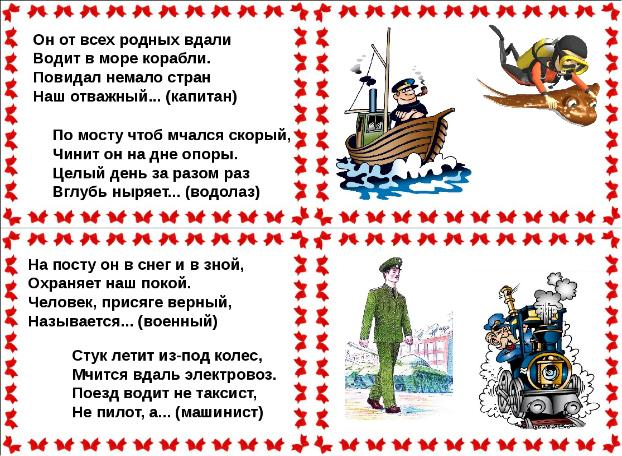 Он от всех родных вдали
Водит в море корабли.
Повидал немало стран
Наш отважный... (капитан)
По мосту чтоб мчался скорый,
Чинит он на дне опоры.
Целый день за разом раз
Вглубь ныряет... (водолаз)
На посту он в снег и в зной,
Охраняет наш покой.
Человек, присяге верный,
Называется... (военный)
Стук летит из-под колес,
Мчится вдаль электровоз.
Поезд водит не таксист,
Не пилот, а... (машинист)